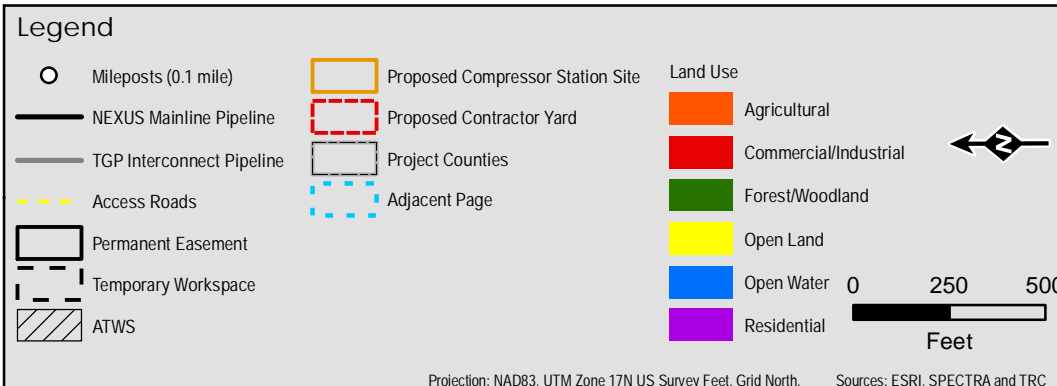 Legend
Mileposts (0.1 mile)
NEXUS Mainline Pipeline
TGP Interconnect Pipeline
Access Roads
Permanent Easement
Temporary Workspace
ATWS
Proposed Compressor Station Site
Proposed Contractor Yard
Project Counties
Adjacent Page
Land Use
Agricultural
Commercial/Industrial
Forest/Woodland
Open Land
Open Water
Residential
N
0 250 500
Feet
Projection: NAD83, UTM Zone 17N US Survey Feet, Grid North. Sources: ESRI, SPECTRA and TRC